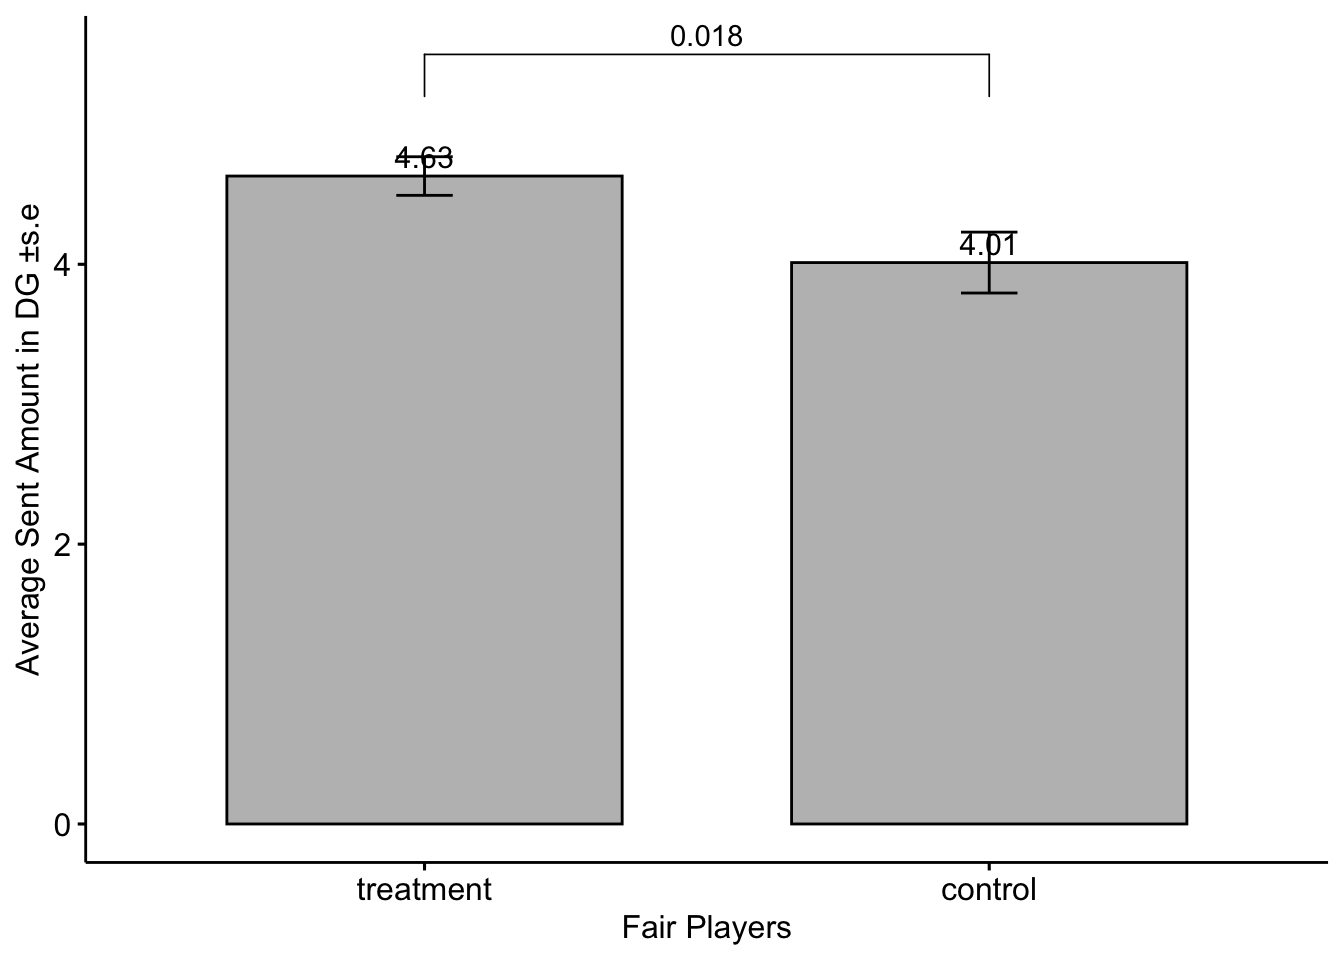 0.018
4.63
4.01
Average Sent Amount in DG ±s.e
4
2
0
treatment
control
Fair Players